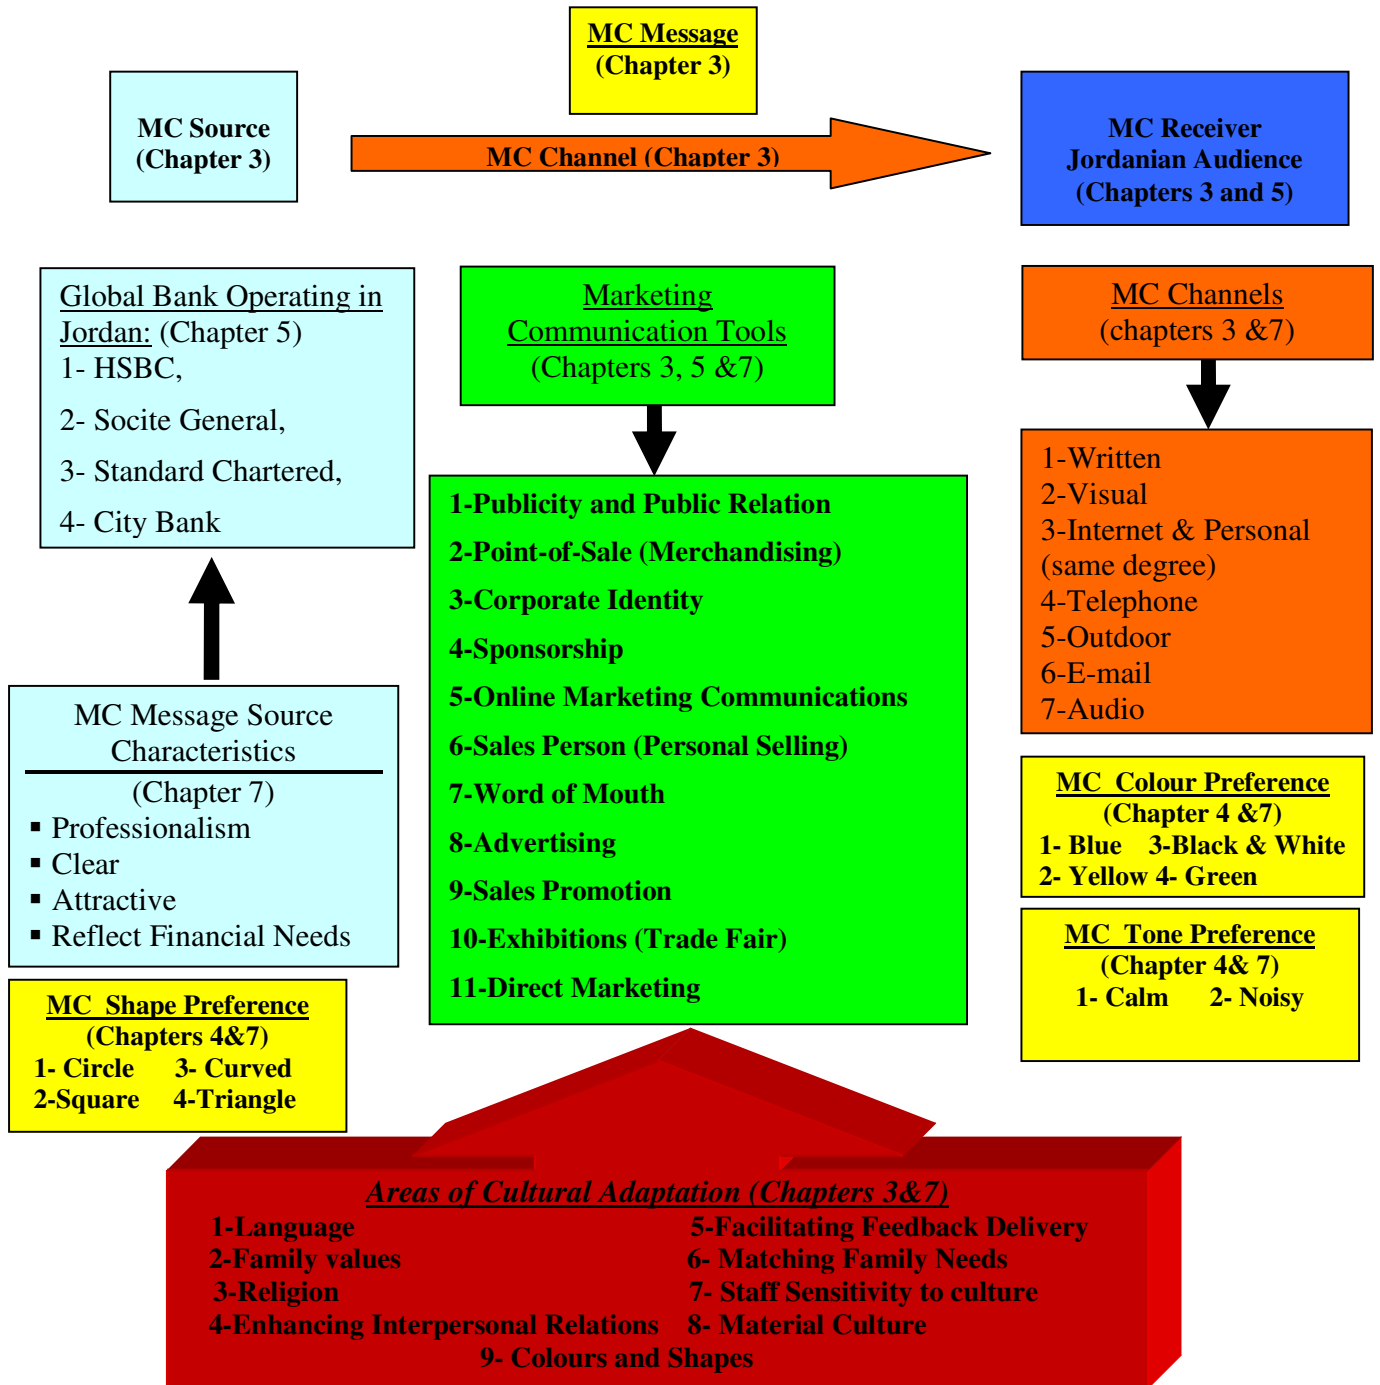 MC Message
(Chapter 3)
MC Source
(Chapter 3)
MC Channel (Chapter 3)
MC Receiver
Jordanian Audience
(Chapters 3 and 5)
Global Bank Operating in
Jordan: (Chapter 5)
1- HSBC,
2- Socite General,
3- Standard Chartered,
4- City Bank
Marketing
Communication Tools
(Chapters 3, 5 &7)
MC Channels
(chapters 3 &7)
1-Publicity and Public Relation
2-Point-of-Sale (Merchandising)
3-Corporate Identity
4-Sponsorship
5-Online Marketing Communications
6-Sales Person (Personal Selling)
7-Word of Mouth
8-Advertising
9-Sales Promotion
10-Exhibitions (Trade Fair)
11-Direct Marketing
1-Written
2-Visual
3-Internet & Personal
(same degree)
4-Telephone
5-Outdoor
6-E-mail
7-Audio
MC Message Source
Characteristics
(Chapter 7)
▪ Professionalism
▪ Clear
▪ Attractive
▪ Reflect Financial Needs
MC Colour Preference
(Chapter 4 &7)
1- Blue 3-Black & White
2- Yellow 4- Green
MC Tone Preference
(Chapter 4& 7)
1- Calm 2- Noisy
MC Shape Preference
(Chapters 4&7)
1- Circle 3- Curved
2-Square 4-Triangle
Areas of Cultural Adaptation (Chapters 3&7)
1-Language 5-Facilitating Feedback Delivery
2-Family values 6- Matching Family Needs
3-Religion 7- Staff Sensitivity to culture
4-Enhancing Interpersonal Relations 8- Material Culture
9- Colours and Shapes